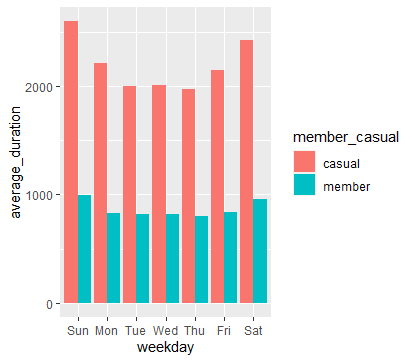 average_duration
2000
1000
0
Sun Mon Tue Wed Thu Fri Sat
weekday
member_casual
casual
member